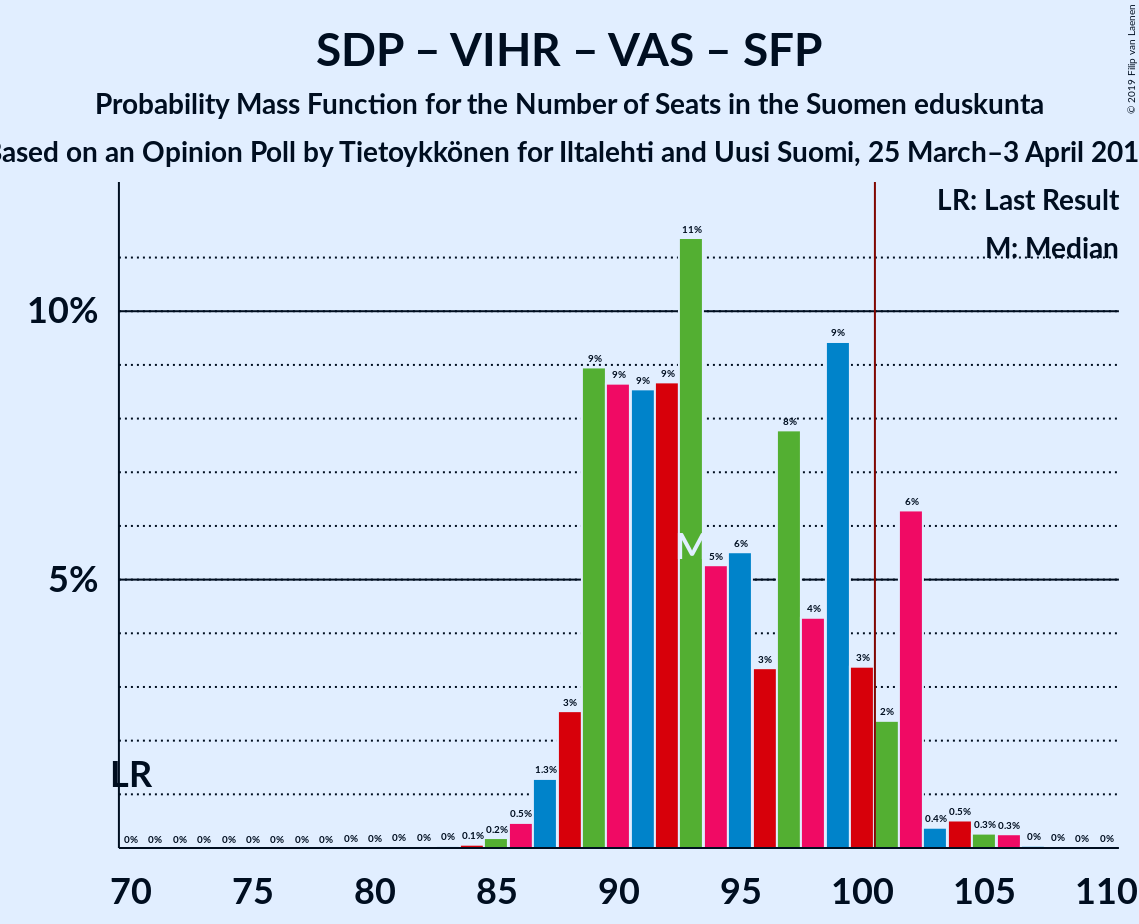 SDP – VIHR – VAS – SFP
Probability Mass Function for the Number of Seats in the Suomen eduskunta
Based on an Opinion Poll by Tietoykkönen for Iltalehti and Uusi Suomi, 25 March–3 April 201
© 2019 Filip van Laenen
LR: Last Result
M: Median
10%
5%
LR
M
0% 0% 0% 0% 0% 0% 0% 0% 0% 0% 0% 0% 0% 0% 0.1% 0.2% 0.5% 1.3% 3% 9% 9% 9% 9% 11% 5% 6% 3% 8% 4% 9% 3% 2% 6% 0.4% 0.5% 0.3% 0.3% 0% 0% 0% 0%
70 75 80 85 90 95 100 105 110